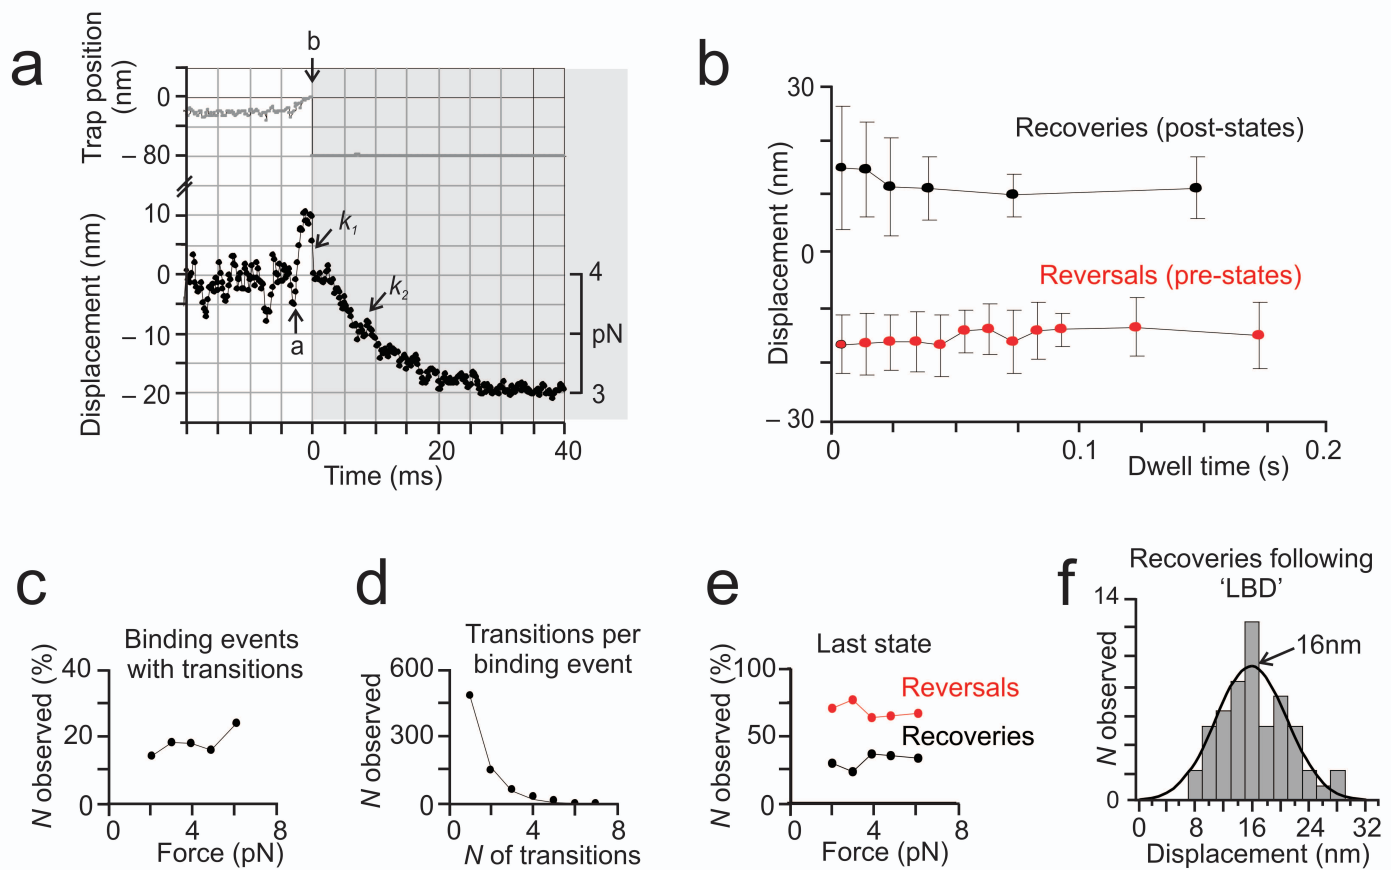 a
Trap position
(nm)
0
– 80
b
Displacement (nm)
10
0
– 10
– 20
k1
k2
a
4
pN
3
0
20
40
Time (ms)
b
Displacement (nm)
30
0
– 30
Recoveries (post-states)
Reversals (pre-states)
0
0.1
0.2
Dwell time (s)
c
Binding events
with transitions
N observed (%)
40
20
0
0
4
8
Force (pN)
d
Transitions per
binding event
N observed
600
300
0
0
4
8
N of transitions
e
Last state
N observed (%)
100
50
0
Reversals
Recoveries
0
4
8
Force (pN)
f
Recoveries following
‘LBD’
14
N observed
0
16nm
0
8
16
24
32
Displacement (nm)